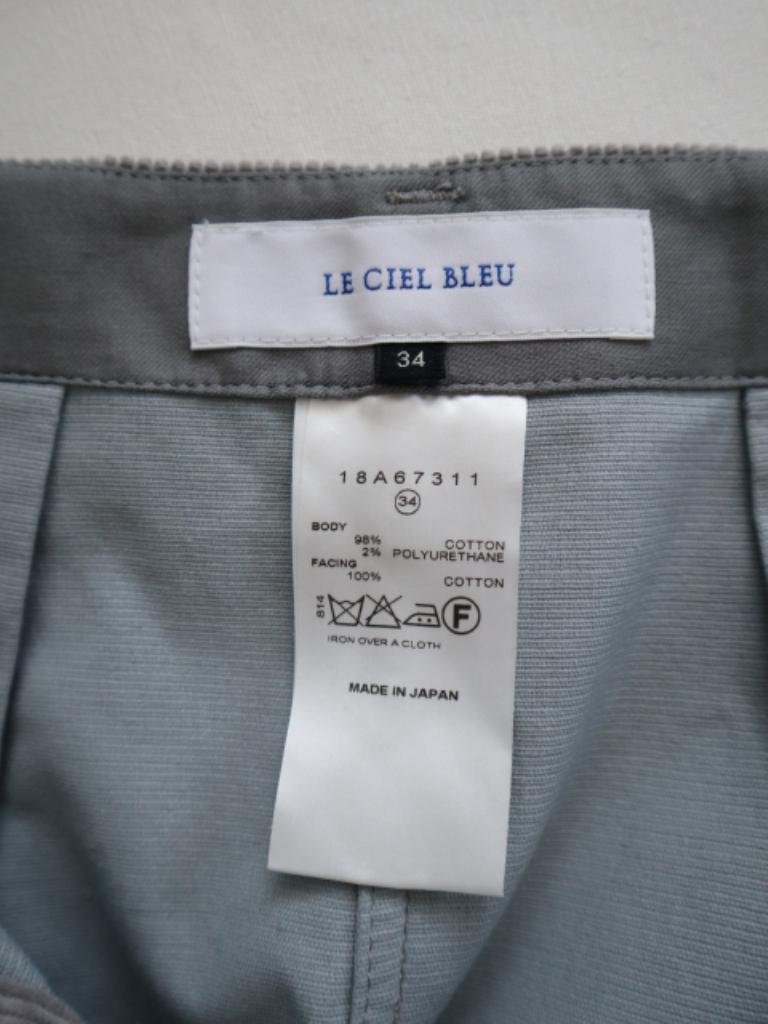 LE CIEL BLEU
34
18A67311
34
BODY
98% COTTON
2% POLYURETHANE
FACING
100% COTTON
814
F
IRON OVER A CLOTH
MADE IN JAPAN